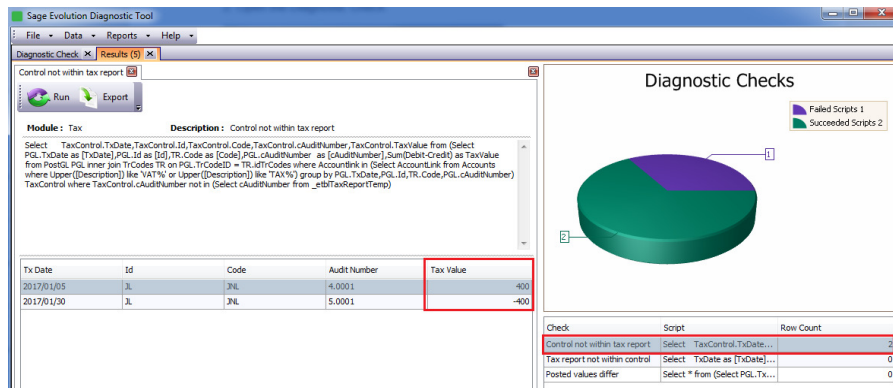 Sage Evolution Diagnostic Tool
File Data Reports Help
Diagnostic Check Results (5)
Control not within tax report
Run Export
Module : Tax Description : Control not within tax report
Select TaxControl.TxDate,TaxControl.Id,TaxControl.Code,TaxControl.cAuditNumber,TaxControl.TaxValue from (Select
PGL.TxDate as [TxDate],PGL.Id as [Id],TR.Code as [Code],PGL.cAuditNumber as [cAuditNumber],Sum(Debit-Credit) as TaxValue
from PostGL PGL inner join TrCodes TR on PGL.TrCodeID = TR.idTrCodes where Accountlink in (Select AccountLink from Accounts
where Upper([Description]) like 'VAT%' or Upper([Description]) like 'TAX%') group by PGL.TxDate,PGL.Id,TR.Code,PGL.cAuditNumber)
TaxControl where TaxControl.cAuditNumber not in (Select cAuditNumber from _etblTaxReportTemp)
Tx Date Id Code Audit Number Tax Value
2017/01/05 JL JNL 4.0001 400
2017/01/30 JL JNL 5.0001 -400
Diagnostic Checks
Failed Scripts 1
Succeeded Scripts 2
1
2
Check Script Row Count
Control not within tax report Select TaxControl.TxDate... 2
Tax report not within control Select TxDate as [TxDate]... 0
Posted values differ Select * from (Select PGL.Tx... 0